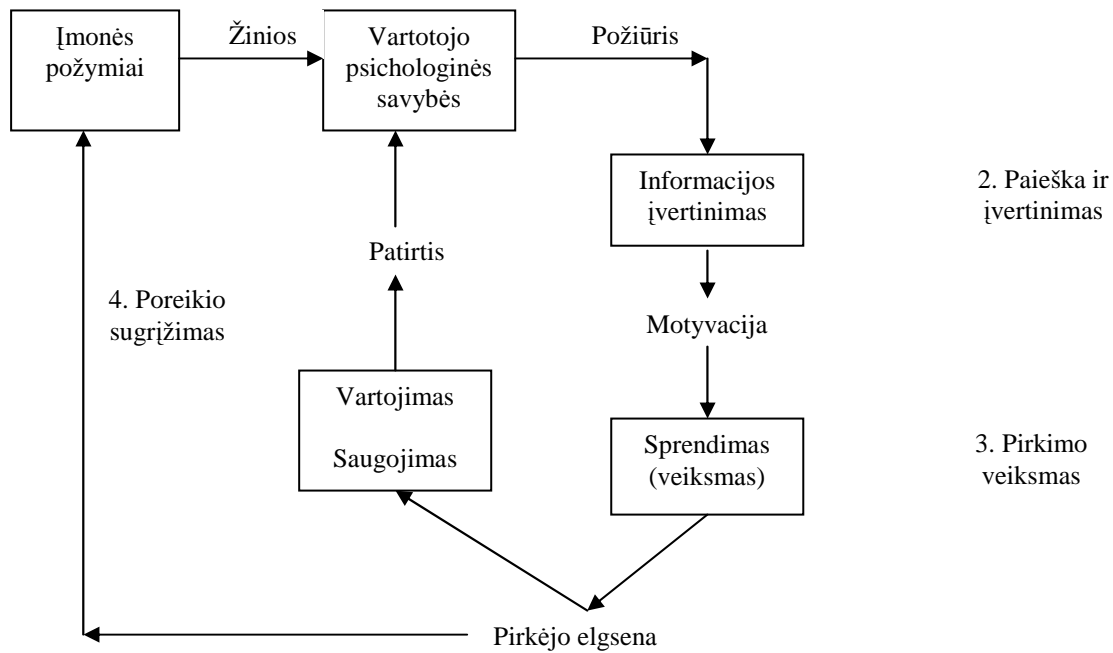 Įmonės
požymiai
Žinios
Vartotojo
psichologinės
savybės
Požiūris
Informacijos
įvertinimas
2. Paieška ir
įvertinimas
Patirtis
4. Poreikio
sugrįžimas
Motyvacija
Vartojimas
Saugojimas
Sprendimas
(veiksmas)
3. Pirkimo
veiksmas
Pirkėjo elgsena